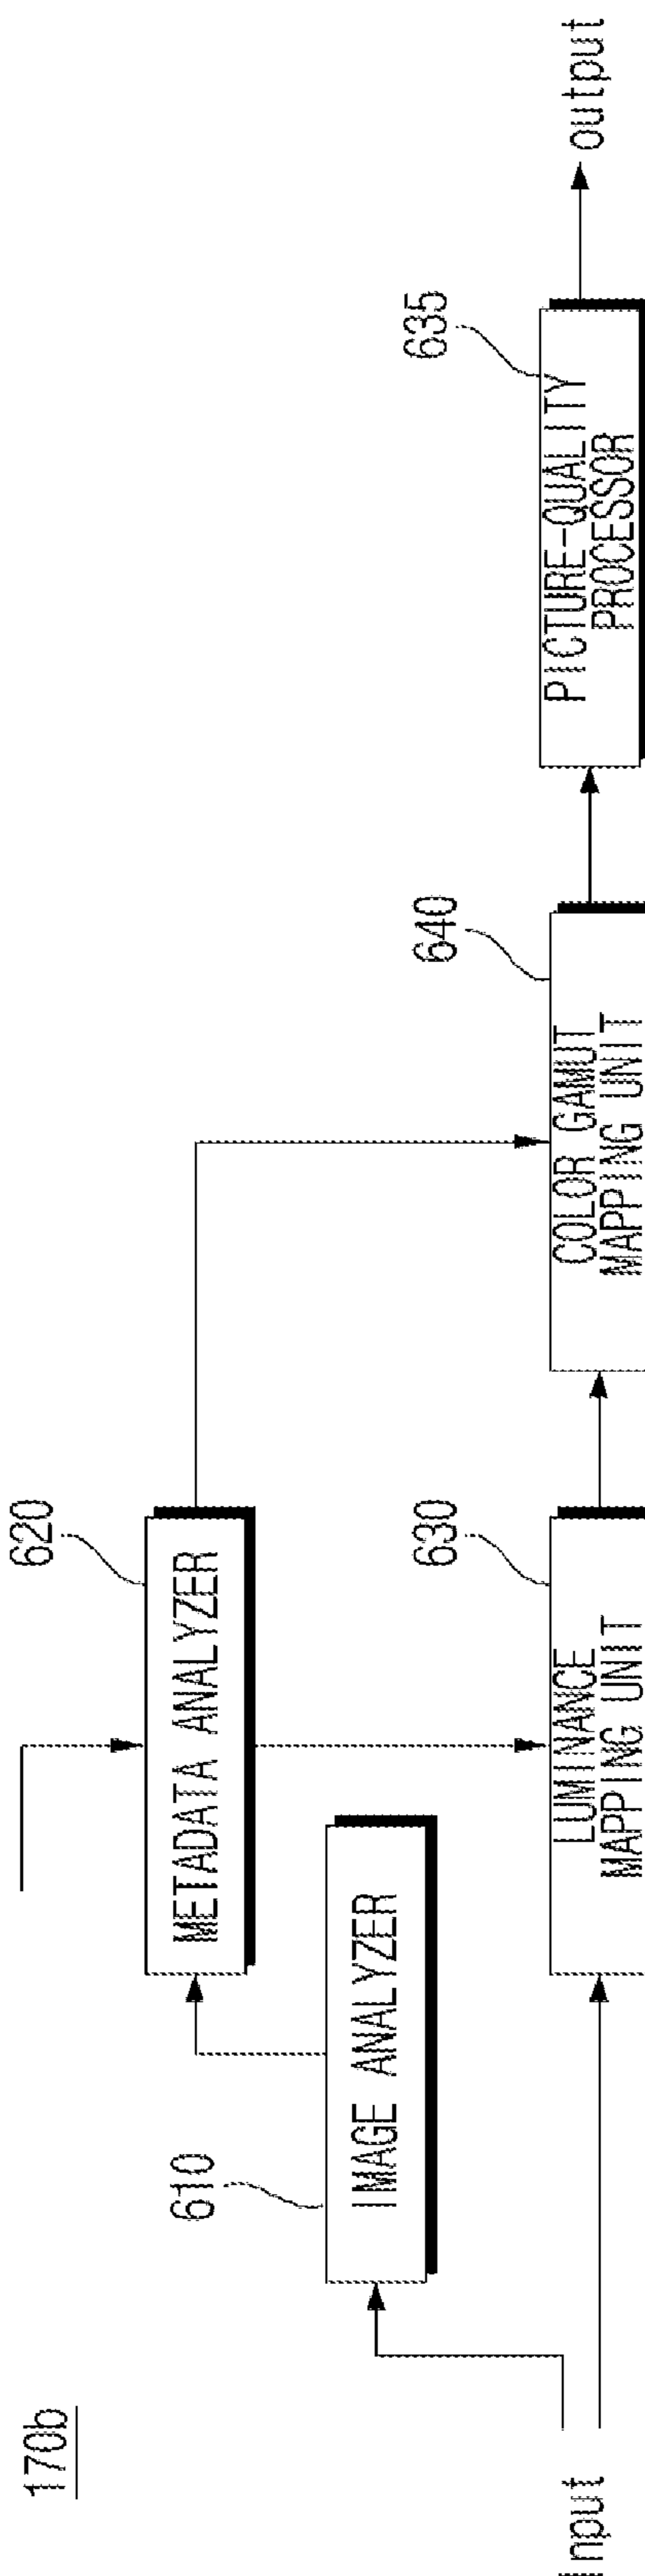 170b
620
METADATA ANALYZER
610
IMAGE ANALYZER
630
LUMINANCE
MAPPING UNIT
640
COLOR GAMUT
MAPPING UNIT
635
PICTURE-QUALITY
PROCESSOR
Input
output